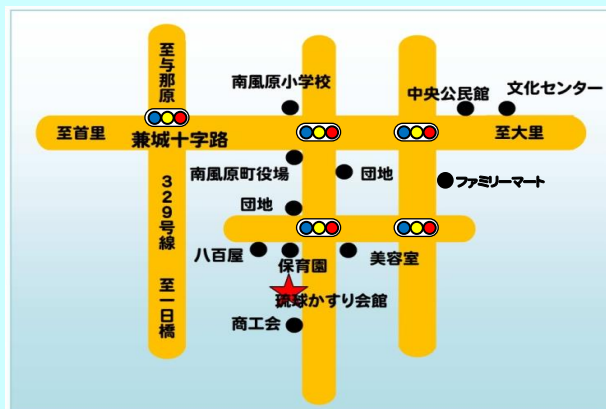 至与那原
南風原小学校
中央公民館
文化センター
至首里
兼城十字路
至大里
南風原町役場
団地
ファミリーマート
329号線
団地
八百屋
保育園
美容室
至一日橋
琉球かすり会館
商工会